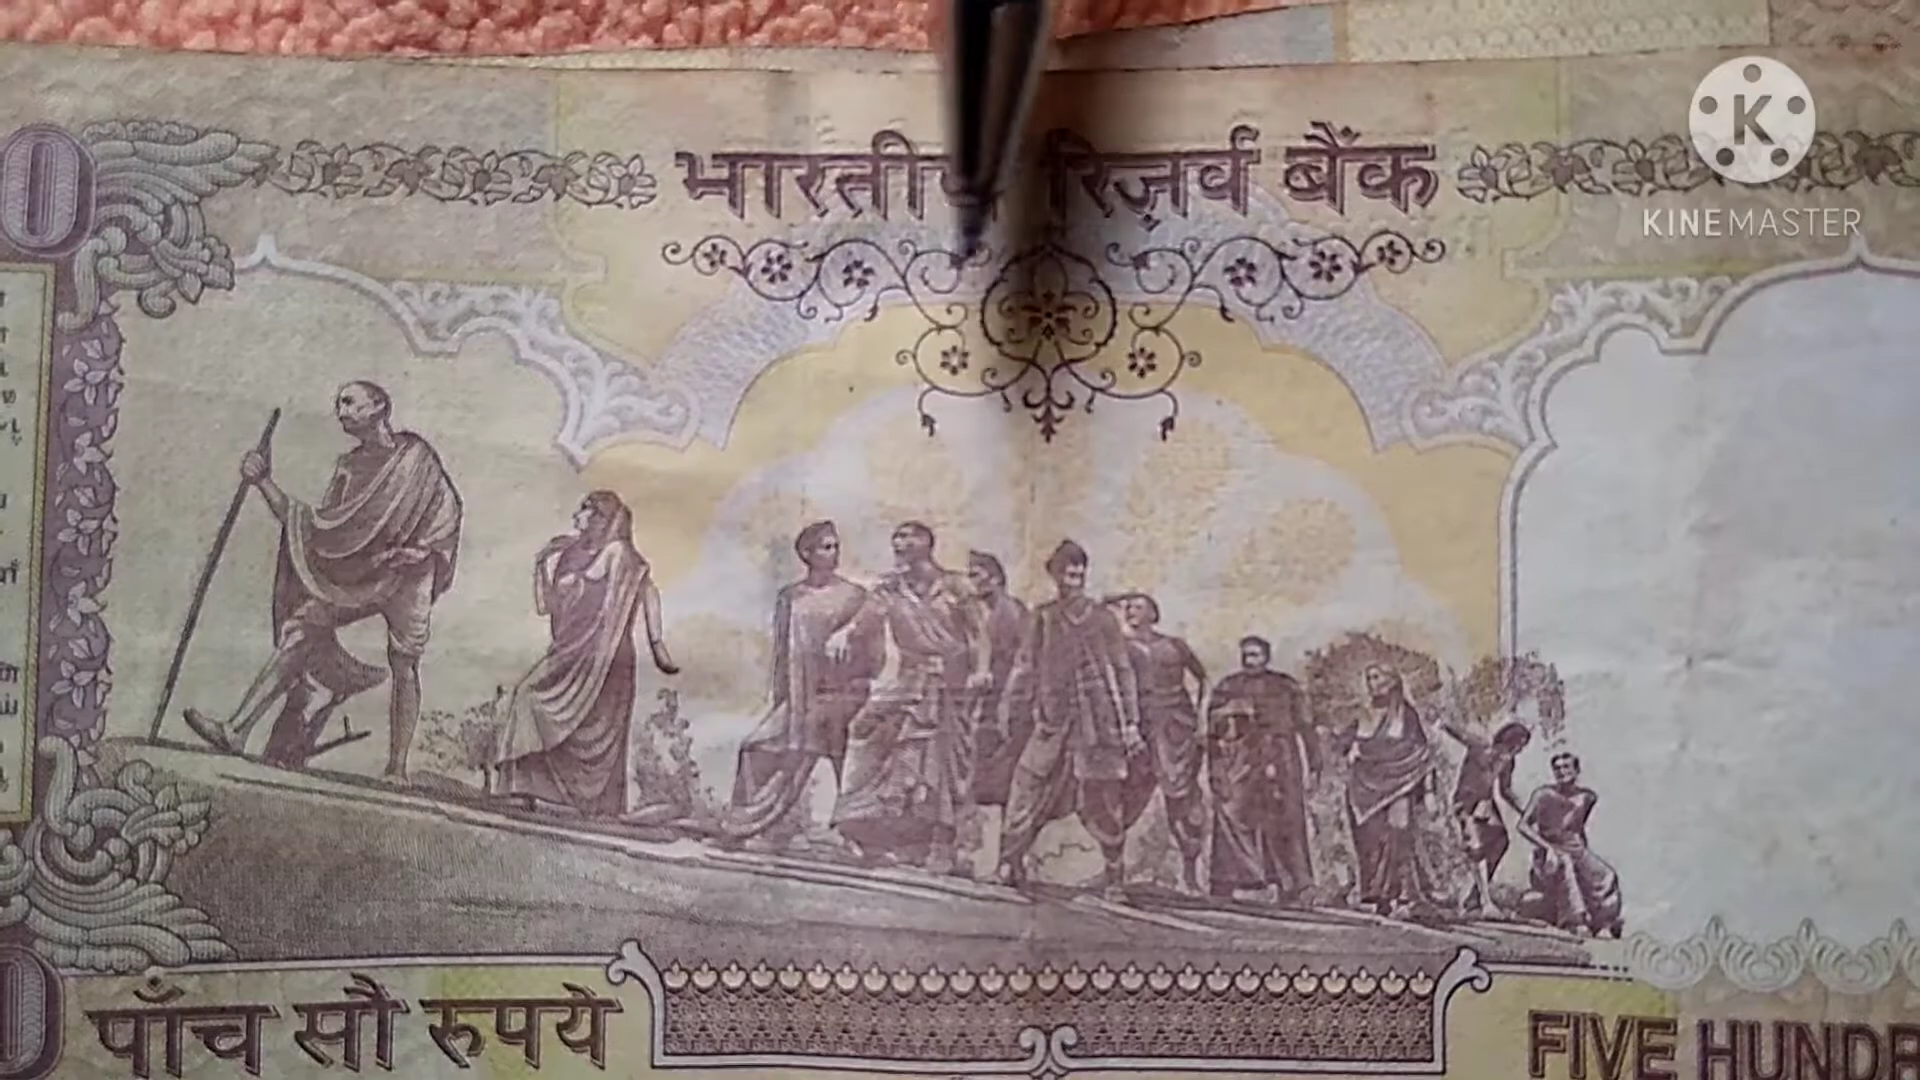 K
KINEMASTER
भारतीय रिज़र्व बैंक
पाँच सौ रुपये
FIVE HUNDR